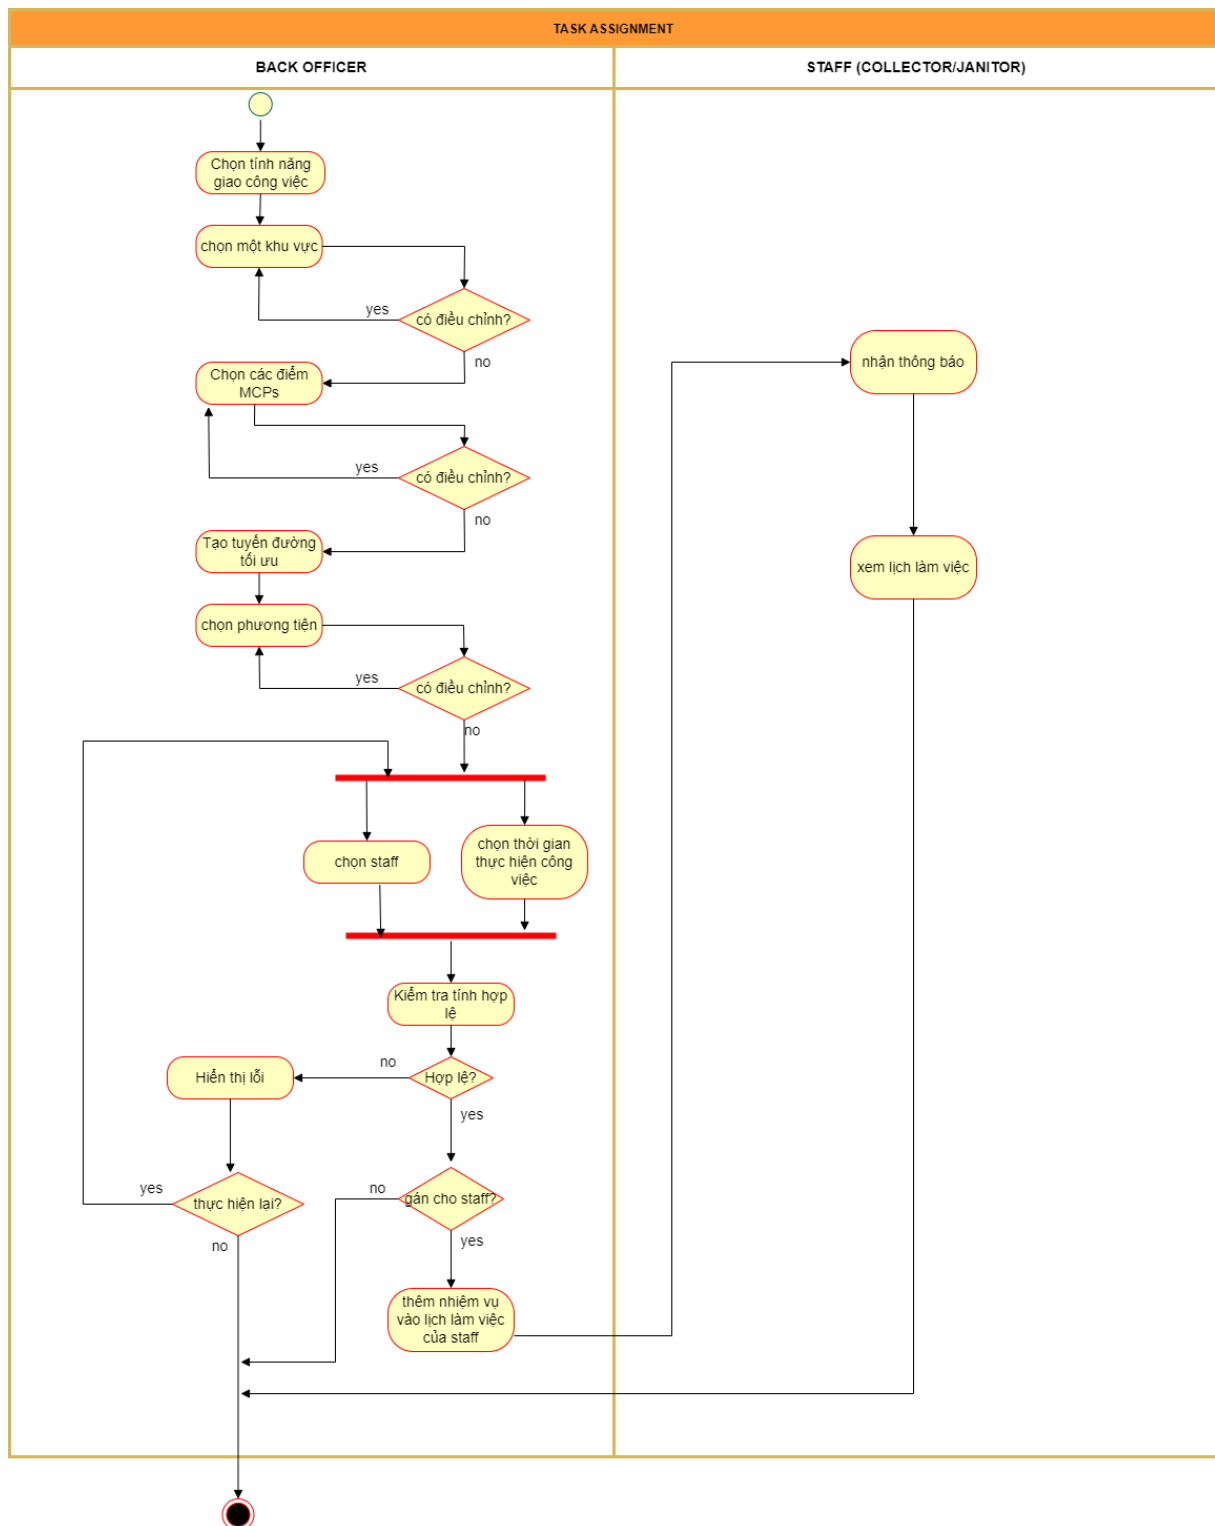 TASK ASSIGNMENT
BACK OFFICER
STAFF (COLLECTOR/JANITOR)
Chọn tính năng
giao công việc
chọn một khu vực
yes
có điều chỉnh?
no
nhận thông báo
Chọn các điểm
MCPs
yes
có điều chỉnh?
no
Tạo tuyến đường
tối ưu
xem lịch làm việc
chọn phương tiện
yes
có điều chỉnh?
no
chọn staff
chọn thời gian
thực hiện công
việc
Kiểm tra tính hợp
lệ
no
Hiển thị lỗi
Hợp lệ?
yes
yes
thực hiện lại?
no
no
gán cho staff?
yes
thêm nhiệm vụ
vào lịch làm việc
của staff